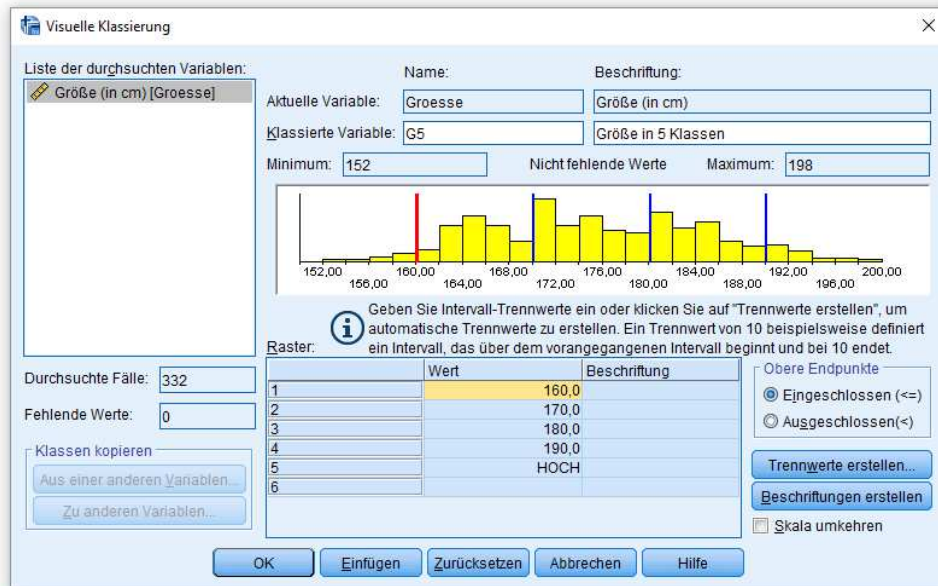 Visuelle Klassierung
Liste der durchsuchten Variablen:
Größe (in cm) [Groesse]
Name:
Beschriftung:
Aktuelle Variable:
Groesse
Größe (in cm)
Klassierte Variable:
G5
Größe in 5 Klassen
Minimum:
152
Nicht fehlende Werte
Maximum:
198
152,00 160,00 168,00 176,00 184,00 192,00 200,00
156,00 164,00 172,00 180,00 188,00 196,00
Geben Sie Intervall-Trennwerte ein oder klicken Sie auf "Trennwerte erstellen", um
automatische Trennwerte zu erstellen. Ein Trennwert von 10 beispielsweise definiert
ein Intervall, das über dem vorangegangenen Intervall beginnt und bei 10 endet.
Raster:
Wert Beschriftung
1 160,0
2 170,0
3 180,0
4 190,0
5 HOCH
6
Durchsuchte Fälle:
332
Fehlende Werte:
0
Klassen kopieren
Aus einer anderen Variablen...
Zu anderen Variablen...
Obere Endpunkte
Eingeschlossen (<=)
Ausgeschlossen(<)
Trennwerte erstellen...
Beschriftungen erstellen
Skala umkehren
OK Einfügen Zurücksetzen Abbrechen Hilfe